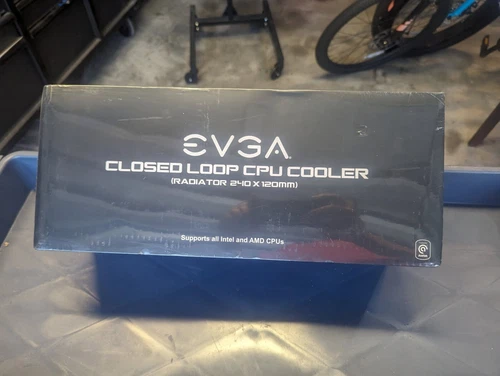 EVGA
CLOSED LOOP CPU COOLER
(RADIATOR 240 X 120MM)
Supports all Intel and AMD CPUs